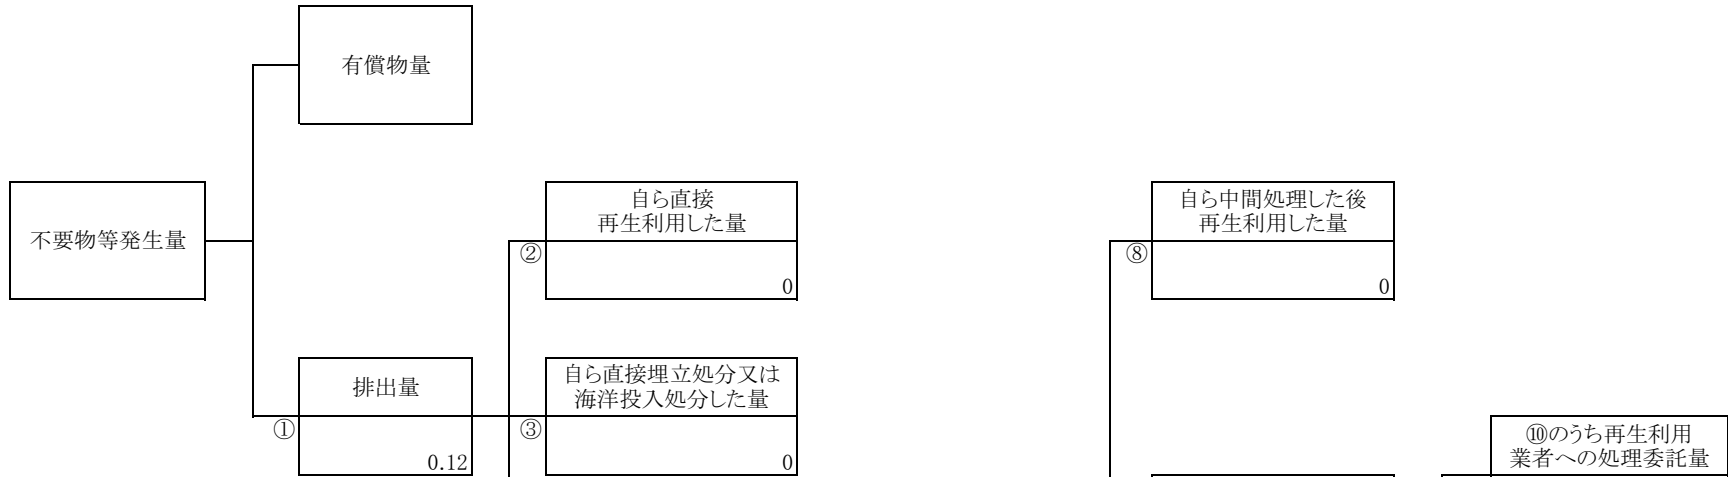 有償物量
不要物等発生量
自ら直接
再生利用した量
②
0
自ら中間処理した後
再生利用した量
⑧
0
排出量
①
0.12
自ら直接埋立処分又は
海洋投入処分した量
③
0
⑩のうち再生利用
業者への処理委託量